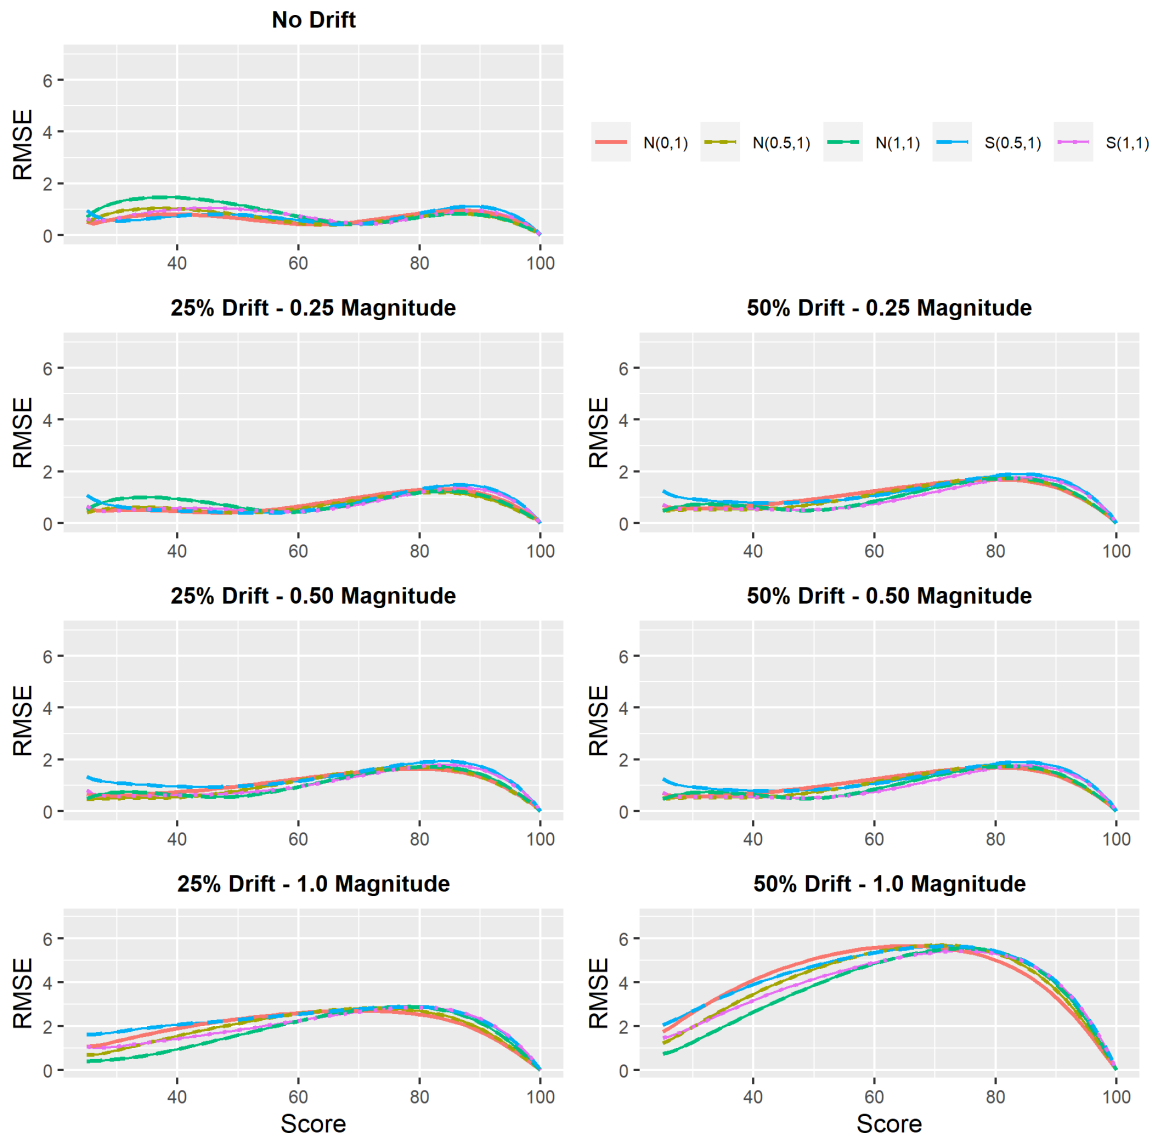 No Drift
RMSE
6
4
2
0
40 60 80 100
N(0,1) N(0.5,1) N(1,1) S(0.5,1) S(1,1)
25% Drift - 0.25 Magnitude
RMSE
6
4
2
0
40 60 80 100
50% Drift - 0.25 Magnitude
RMSE
6
4
2
0
40 60 80 100
25% Drift - 0.50 Magnitude
RMSE
6
4
2
0
40 60 80 100
50% Drift - 0.50 Magnitude
RMSE
6
4
2
0
40 60 80 100
25% Drift - 1.0 Magnitude
RMSE
6
4
2
0
40 60 80 100
Score
50% Drift - 1.0 Magnitude
RMSE
6
4
2
0
40 60 80 100
Score